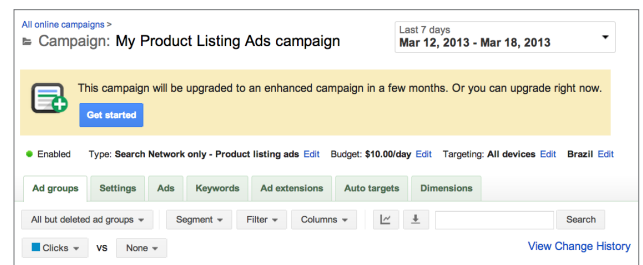 All online campaigns >
Campaign: My Product Listing Ads campaign
Last 7 days
Mar 12, 2013 - Mar 18, 2013
This campaign will be upgraded to an enhanced campaign in a few months. Or you can upgrade right now.
Get started
Enabled Type: Search Network only - Product listing ads Edit Budget: $10.00/day Edit Targeting: All devices Edit Brazil Edit
Ad groups Settings Ads Keywords Ad extensions Auto targets Dimensions
All but deleted ad groups Segment Filter Columns Search
Clicks VS None View Change History